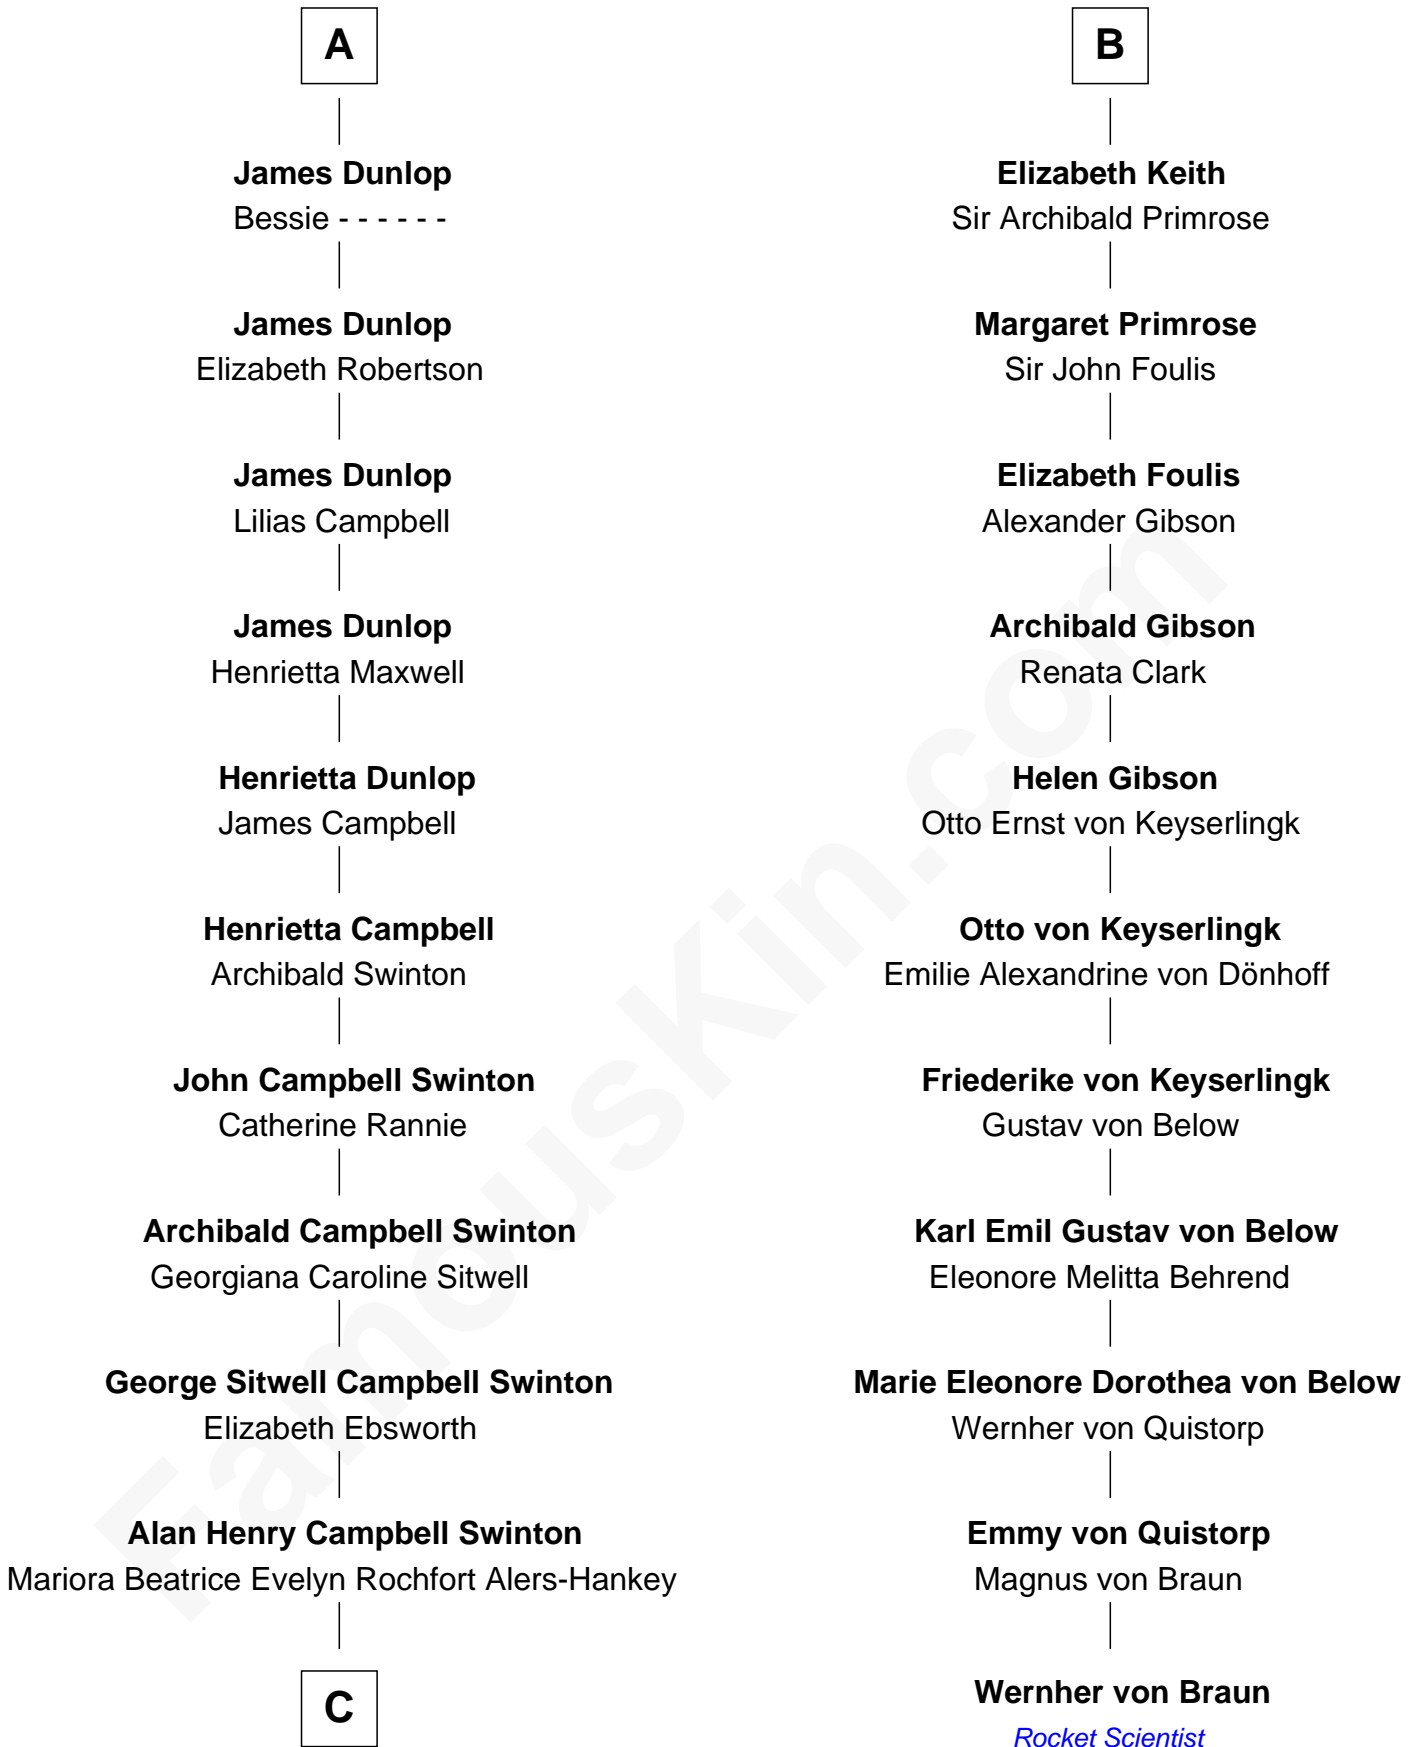 A
James Dunlop
Bessie - - - - - -
James Dunlop
Elizabeth Robertson
James Dunlop
Lilias Campbell
James Dunlop
Henrietta Maxwell
Henrietta Dunlop
James Campbell
Henrietta Campbell
Archibald Swinton
John Campbell Swinton
Catherine Rannie
Archibald Campbell Swinton
Georgiana Caroline Sitwell
George Sitwell Campbell Swinton
Elizabeth Ebsworth
Alan Henry Campbell Swinton
Mariora Beatrice Evelyn Rochfort Alers-Hankey
C
B
Elizabeth Keith
Sir Archibald Primrose
Margaret Primrose
Sir John Foulis
Elizabeth Foulis
Alexander Gibson
Archibald Gibson
Renata Clark
Helen Gibson
Otto Ernst von Keyserlingk
Otto von Keyserlingk
Emilie Alexandrine von Dönhoff
Friederike von Keyserlingk
Gustav von Below
Karl Emil Gustav von Below
Eleonore Melitta Behrend
Marie Eleonore Dorothea von Below
Wernher von Quistorp
Emmy von Quistorp
Magnus von Braun
Wernher von Braun
Rocket Scientist
FamousKin.com